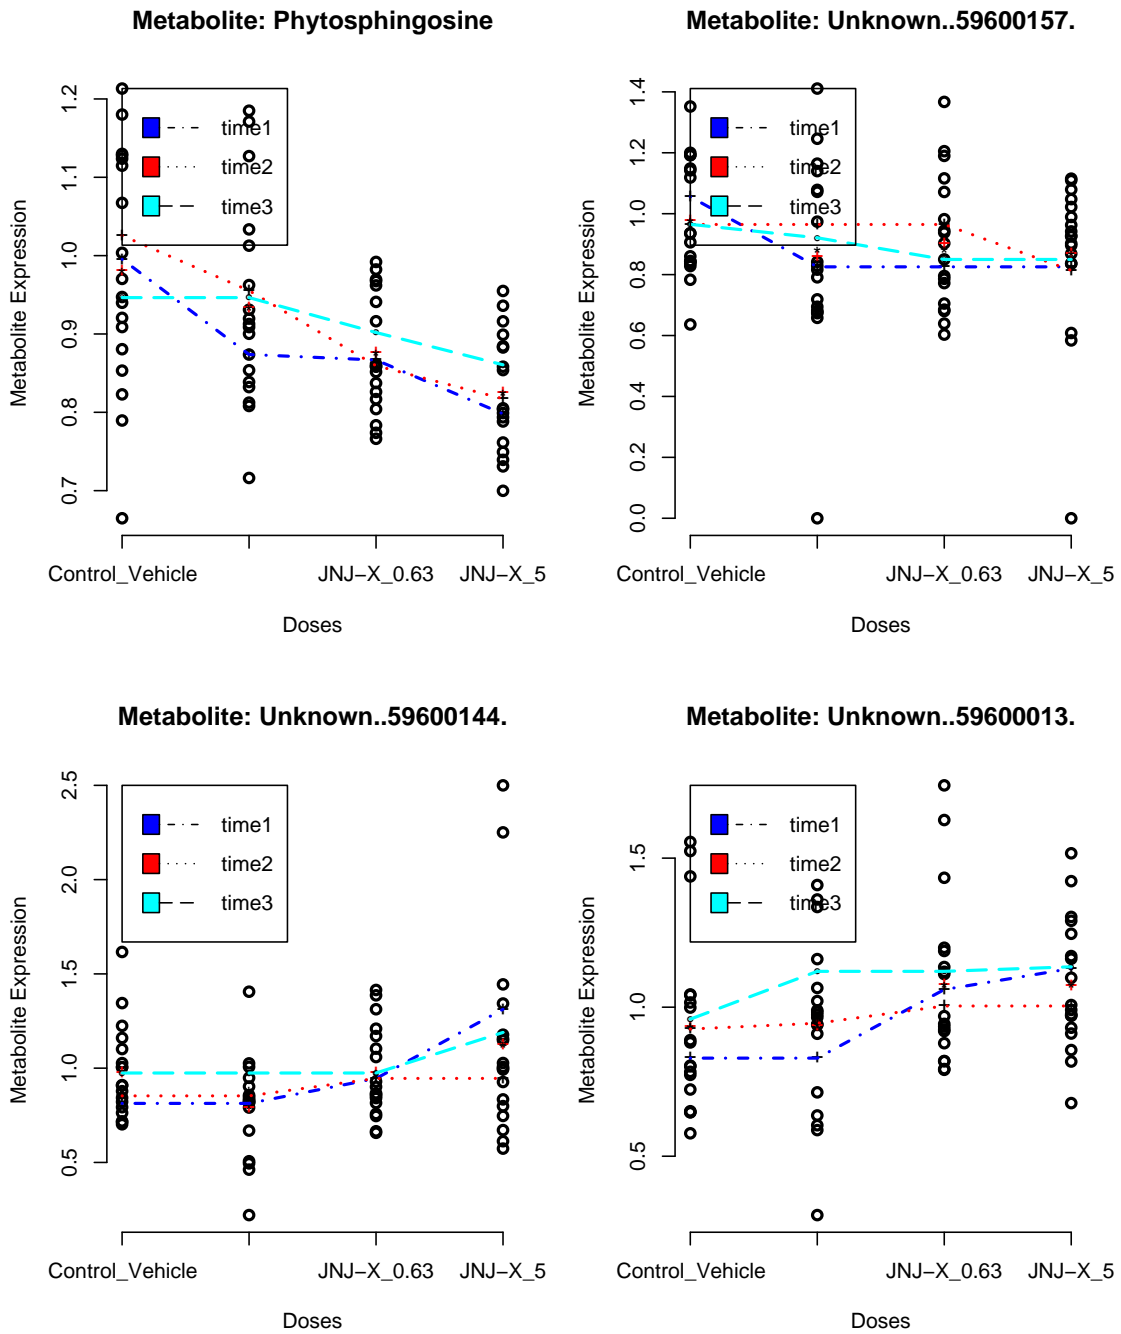 Metabolite: Phytosphingosine
Metabolite Expression
1.2
1.1
1.0
0.9
0.8
0.7
time1
time2
time3
Control_Vehicle
JNJ−X_0.63
JNJ−X_5
Doses
Metabolite: Unknown..59600157.
Metabolite Expression
1.4
1.2
1.0
0.8
0.6
0.4
0.2
0.0
time1
time2
time3
Control_Vehicle
JNJ−X_0.63
JNJ−X_5
Doses
Metabolite: Unknown..59600144.
Metabolite Expression
2.5
2.0
1.5
1.0
0.5
time1
time2
time3
Control_Vehicle
JNJ−X_0.63
JNJ−X_5
Doses
Metabolite: Unknown..59600013.
Metabolite Expression
1.5
1.0
0.5
time1
time2
time3
Control_Vehicle
JNJ−X_0.63
JNJ−X_5
Doses